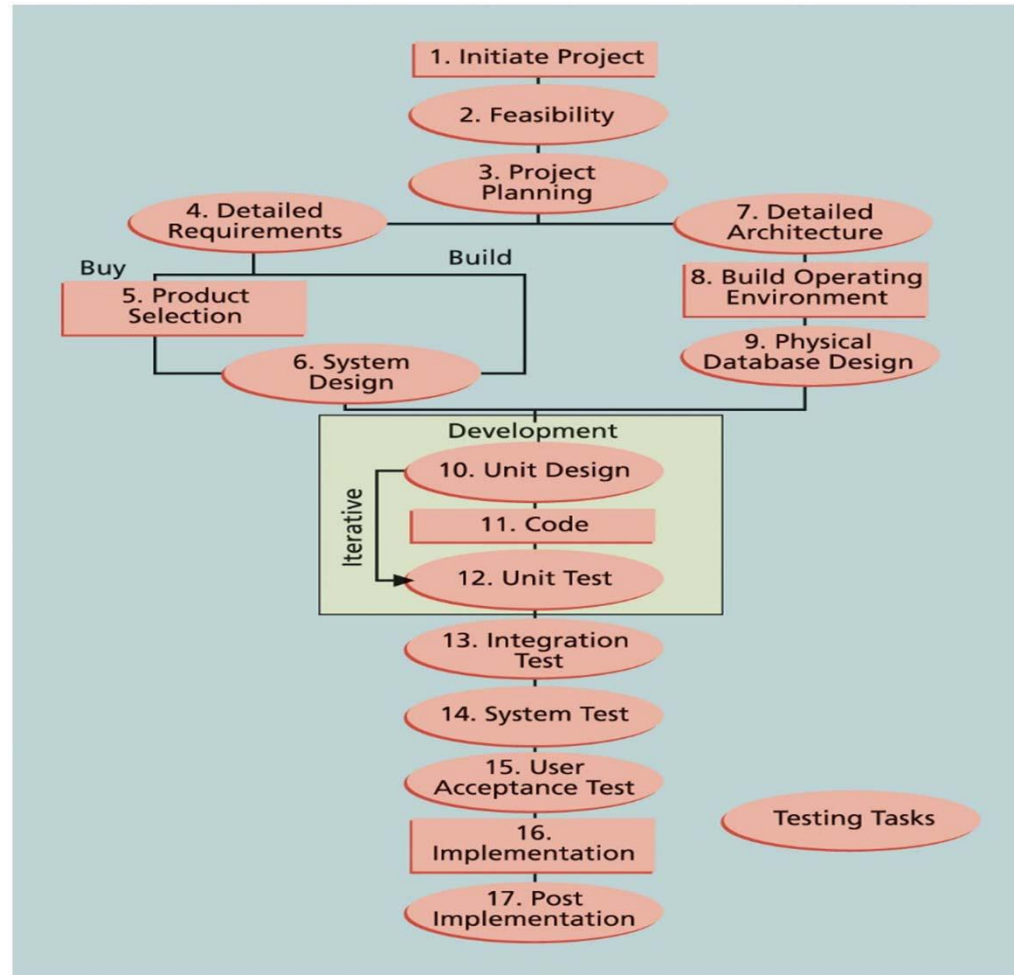 1. Initiate Project
2. Feasibility
3. Project
Planning
4. Detailed
Requirements
7. Detailed
Architecture
Buy
Build
5. Product
Selection
8. Build Operating
Environment
6. System
Design
9. Physical
Database Design
Development
10. Unit Design
Iterative
11. Code
12. Unit Test
13. Integration
Test
14. System Test
15. User
Acceptance Test
Testing Tasks
16.
Implementation
17. Post
Implementation